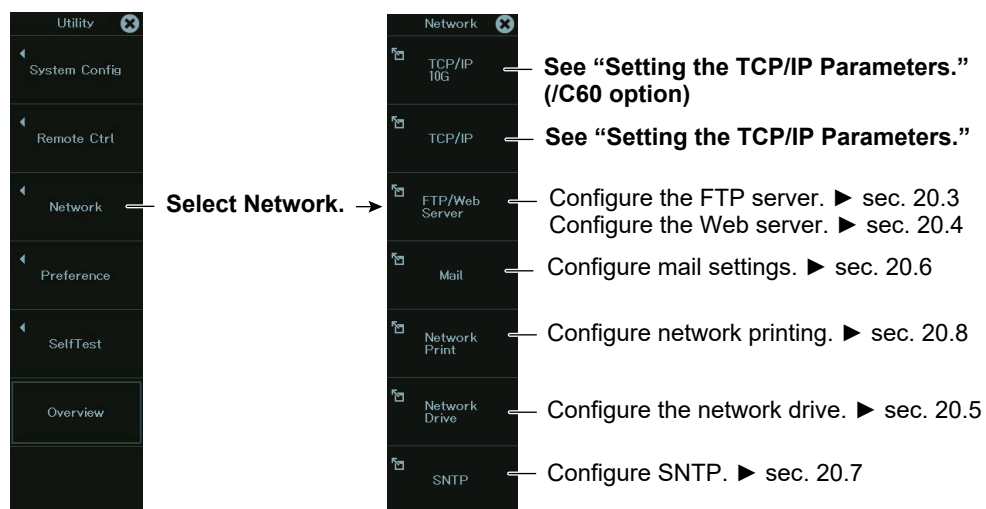 Utility
System Config
Remote Ctrl
Network
Preference
SelfTest
Overview
Select Network.
Network
TCP/IP
10G
See “Setting the TCP/IP Parameters.”
(/C60 option)
TCP/IP
See “Setting the TCP/IP Parameters.”
FTP/Web
Server
Configure the FTP server. ► sec. 20.3
Configure the Web server. ► sec. 20.4
Mail
Configure mail settings. ► sec. 20.6
Network
Print
Configure network printing. ► sec. 20.8
Network
Drive
Configure the network drive. ► sec. 20.5
SNTP
Configure SNTP. ► sec. 20.7